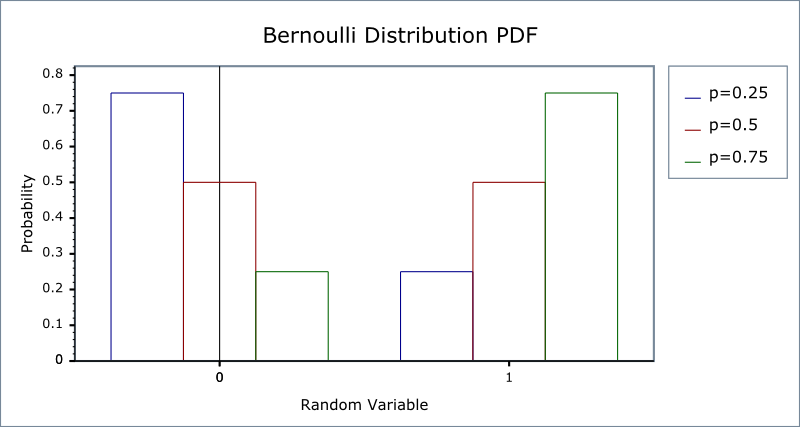 Bernoulli Distribution PDF
p=0.25
p=0.5
p=0.75
Probability
0.8
0.7
0.6
0.5
0.4
0.3
0.2
0.1
0
0 1
Random Variable